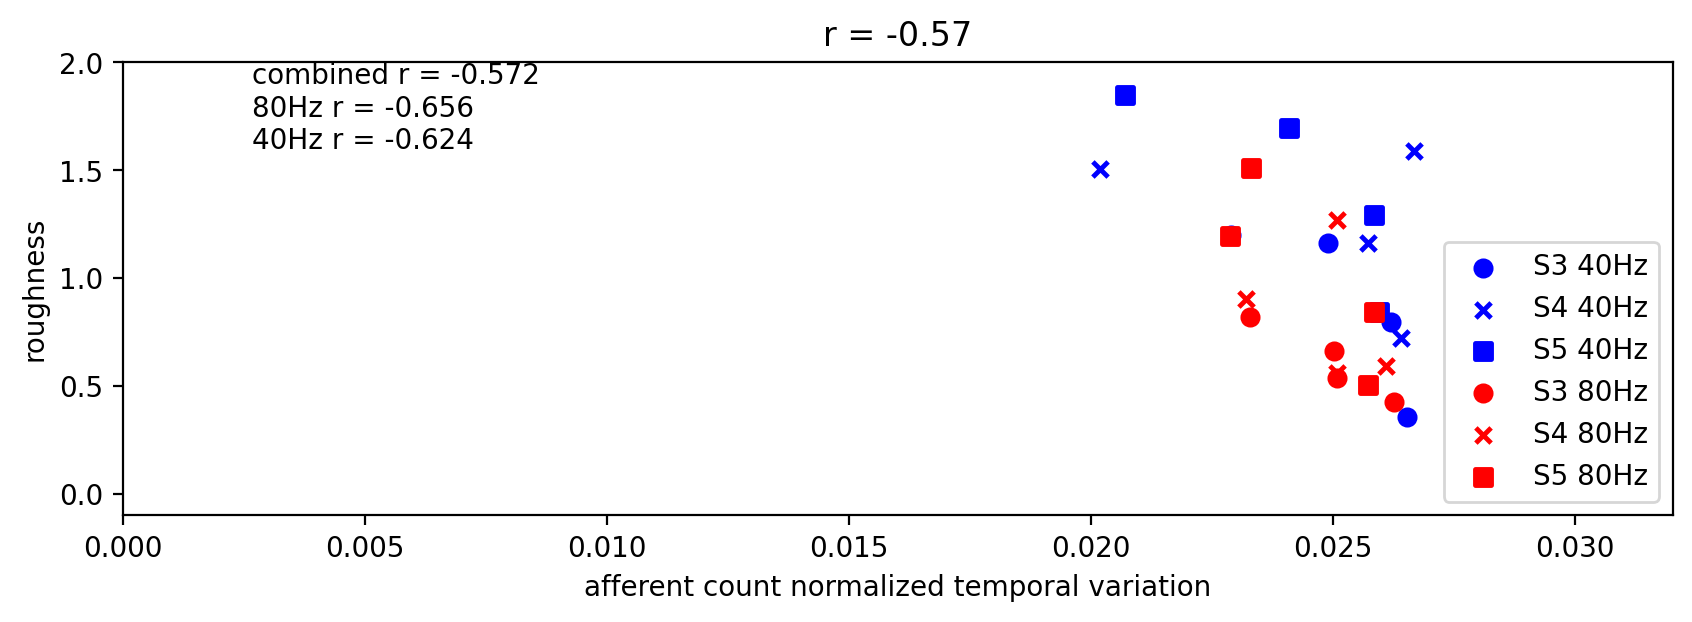 r = -0.57
combined r = -0.572
80Hz r = -0.656
40Hz r = -0.624
2.0
1.5
1.0
0.5
0.0
roughness
S3 40Hz
S4 40Hz
S5 40Hz
S3 80Hz
S4 80Hz
S5 80Hz
0.000 0.005 0.010 0.015 0.020 0.025 0.030
afferent count normalized temporal variation